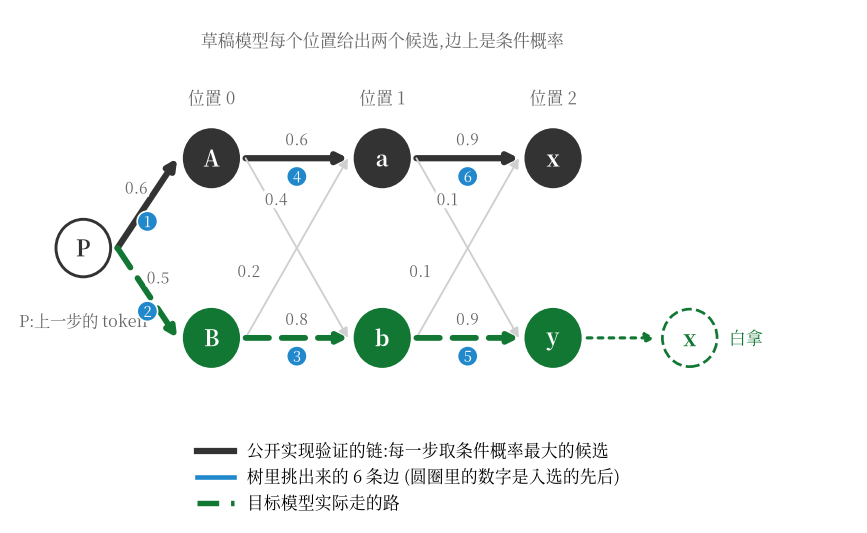 草稿模型每个位置给出两个候选,边上是条件概率
位置 0
位置 1
位置 2
A
0.6
4
a
0.9
6
x
0.6
1
0.4
0.1
P
0.5
0.2
0.1
2
P:上一步的 token
B
0.8
3
b
0.9
5
y
x
白拿
公开实现验证的链:每一步取条件概率最大的候选
树里挑出来的 6 条边 (圆圈里的数字是入选的先后)
目标模型实际走的路